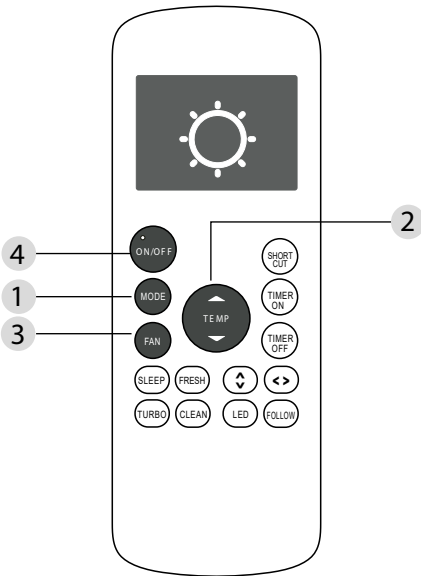 2
4
ON/OFF
SHORT
CUT
1
MODE
TEMP
TIMER
ON
3
FAN
TIMER
OFF
SLEEP FRESH
TURBO CLEAN LED FOLLOW